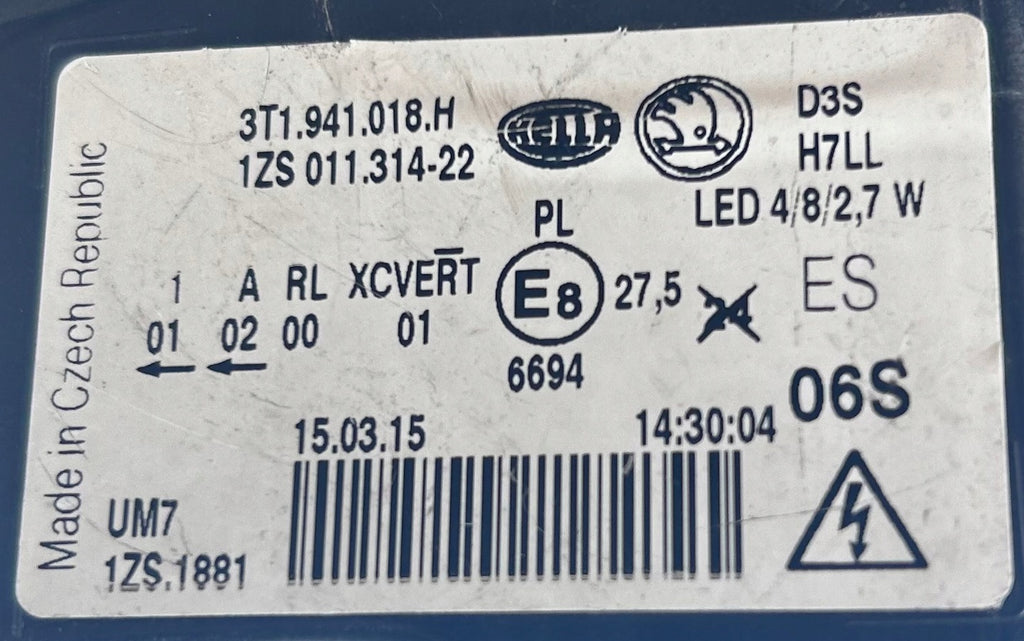 3T1.941.018.H
1ZS 011.314-22
HELLA
D3S
H7LL
LED 4/8/2,7 W
Made in Czech Republic
PL
1 A RL XCVERT E8 27,5 24 ES
01 02 00 01
6694
06S
15.03.15 14:30:04
UM7
1ZS.1881